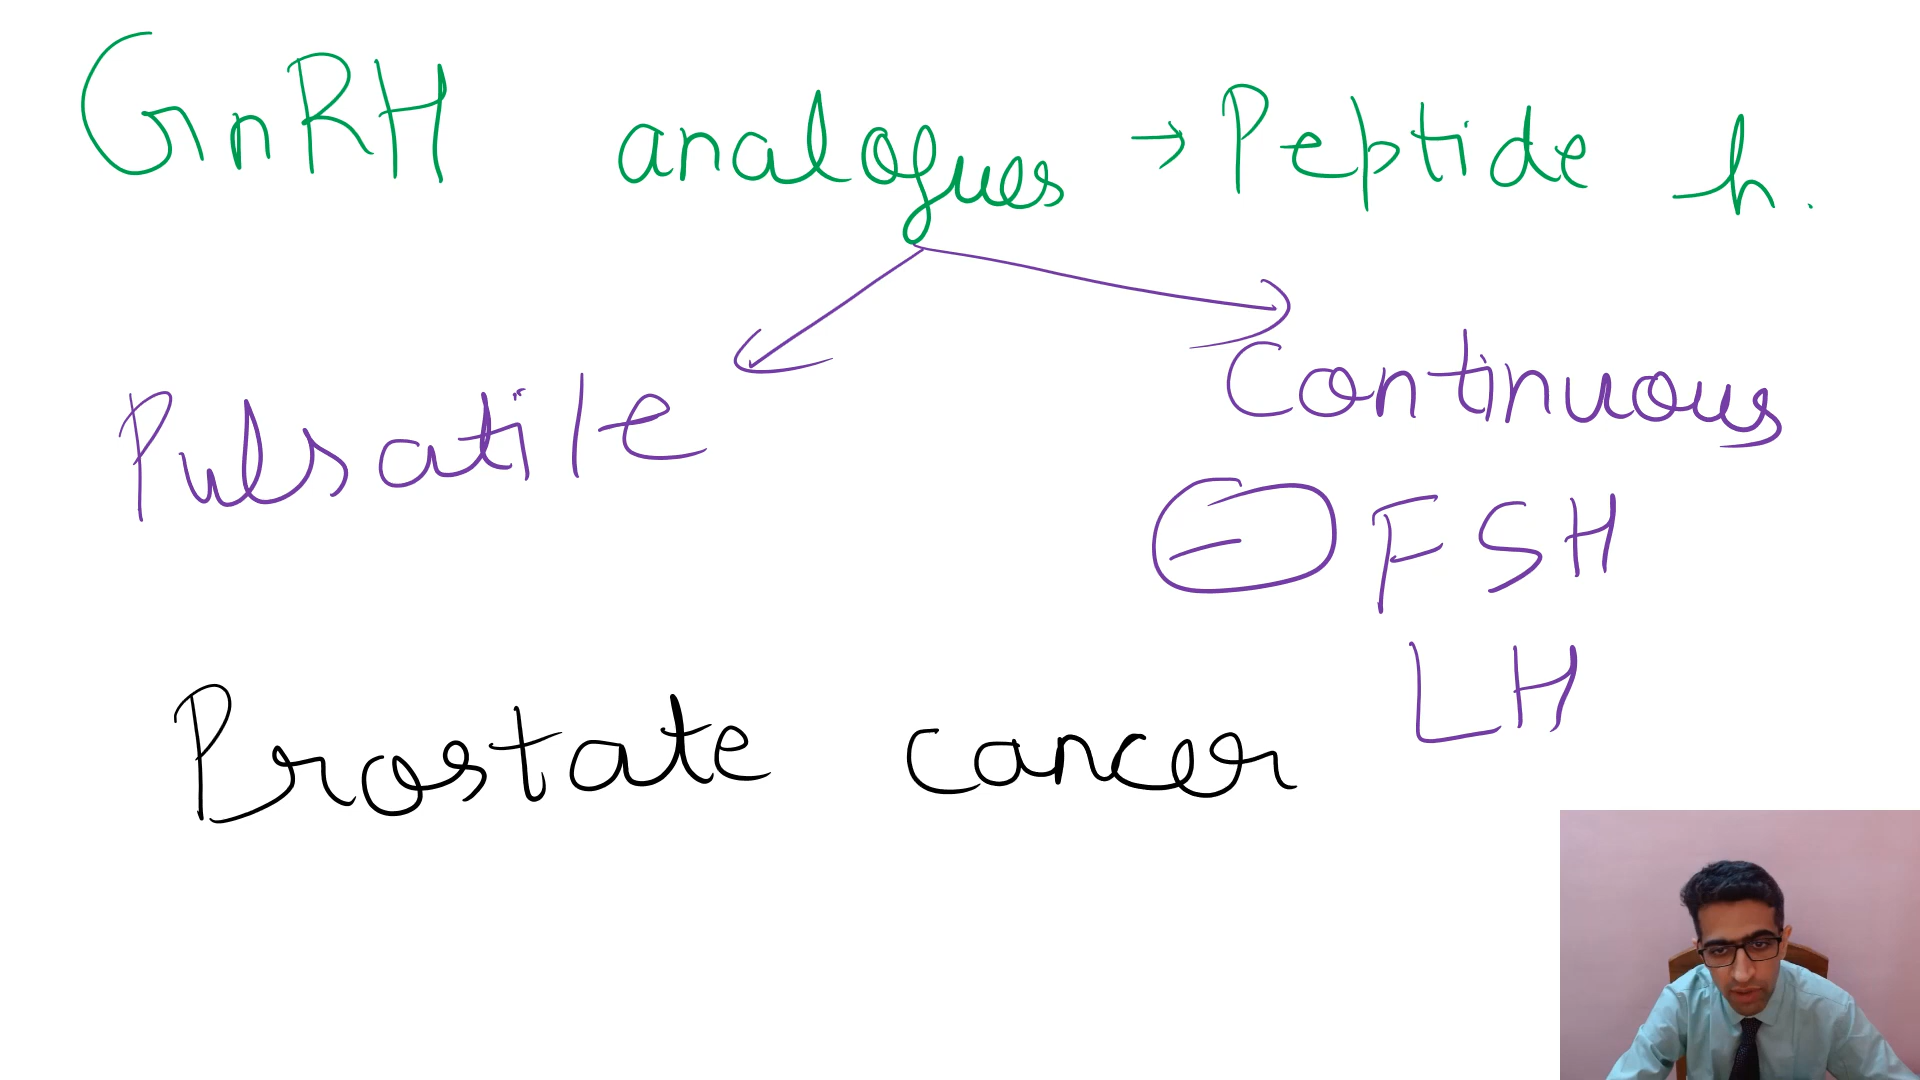 GnRH analogues → Peptide h.
Pulsatile
Continuous
⊖ FSH
LH
Prostate cancer